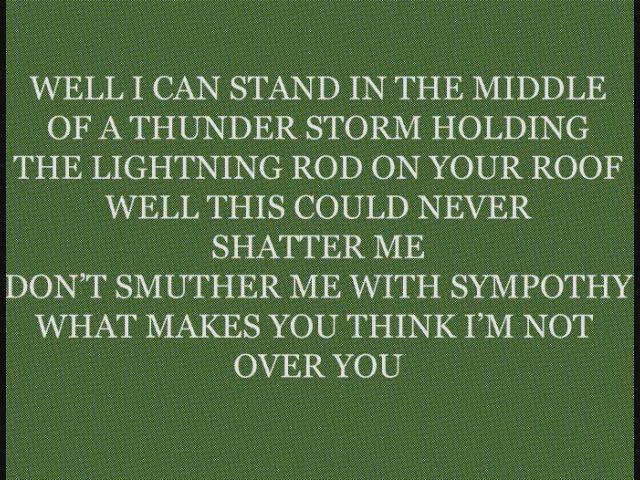 WELL I CAN STAND IN THE MIDDLE
OF A THUNDER STORM HOLDING
THE LIGHTNING ROD ON YOUR ROOF
WELL THIS COULD NEVER
SHATTER ME
DON'T SMUTHER ME WITH SYMPOTHY
WHAT MAKES YOU THINK I'M NOT
OVER YOU